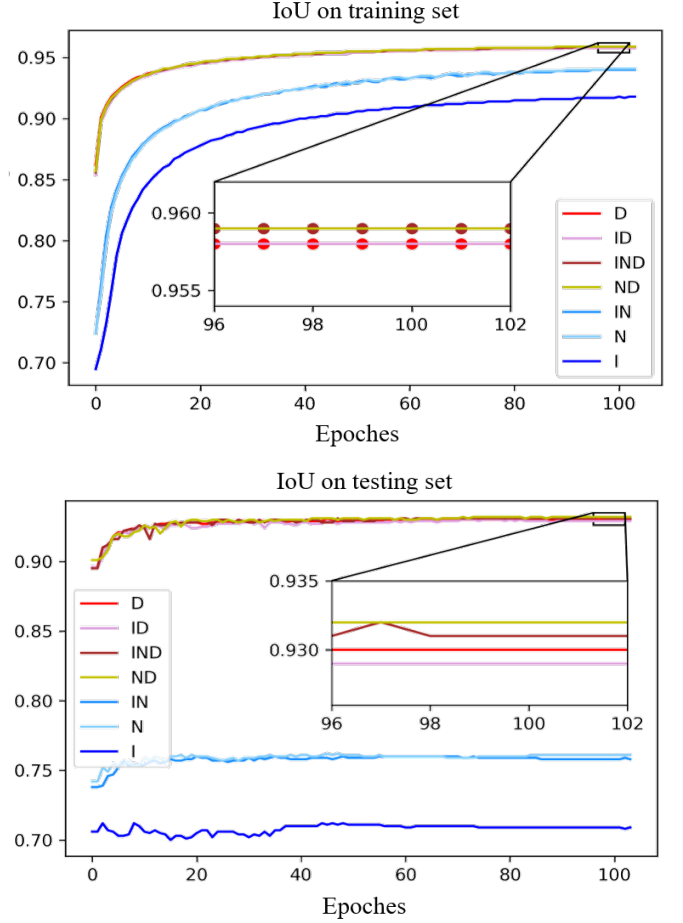 IoU on training set
0.95
0.90
0.85
0.80
0.75
0.70
0.960
0.955
96 98 100 102
D
ID
IND
ND
IN
N
I
0 20 40 60 80 100
Epoches
IoU on testing set
0.90
0.85
0.80
0.75
0.70
0.935
0.930
96 98 100 102
D
ID
IND
ND
IN
N
I
0 20 40 60 80 100
Epoches